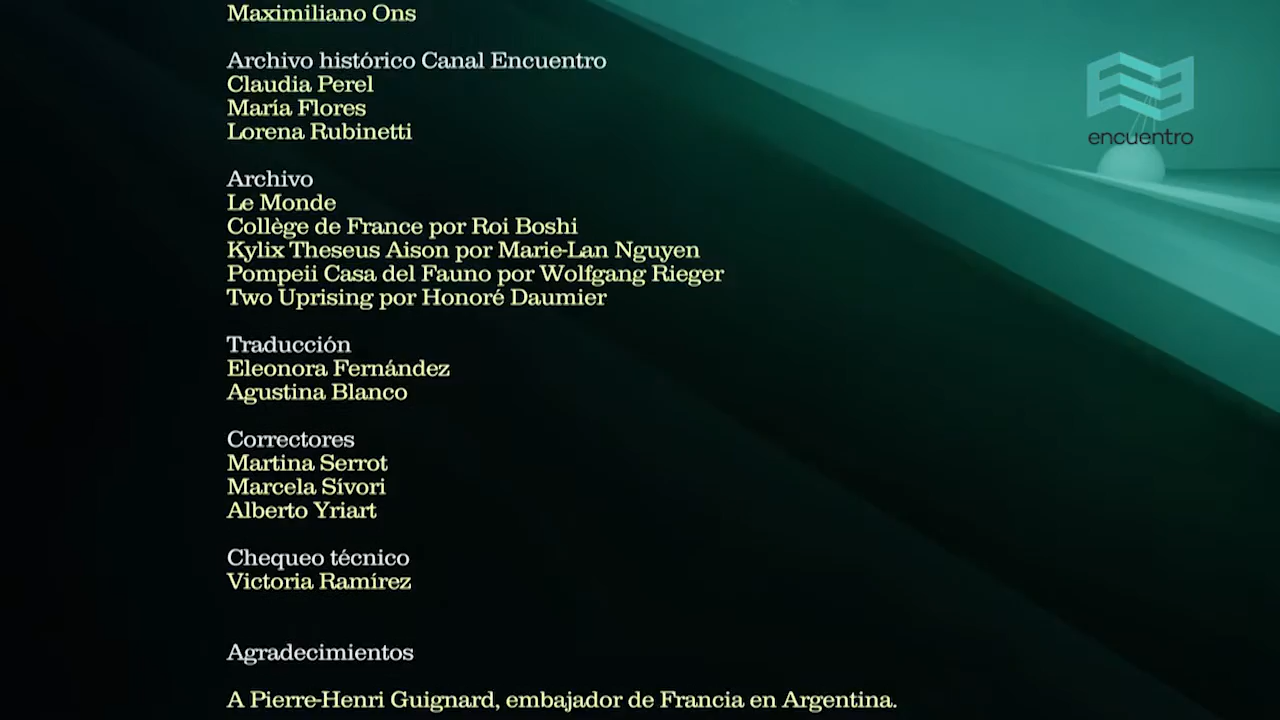 Maximiliano Ons
Archivo histórico Canal Encuentro
Claudia Perel
María Flores
Lorena Rubinetti
Archivo
Le Monde
Collège de France por Roi Boshi
Kylix Theseus Aison por Marie-Lan Nguyen
Pompeii Casa del Fauno por Wolfgang Rieger
Two Uprising por Honoré Daumier
Traducción
Eleonora Fernández
Agustina Blanco
Correctores
Martina Serrot
Marcela Sívori
Alberto Yriart
Chequeo técnico
Victoria Ramírez
Agradecimientos
A Pierre-Henri Guignard, embajador de Francia en Argentina.
encuentro